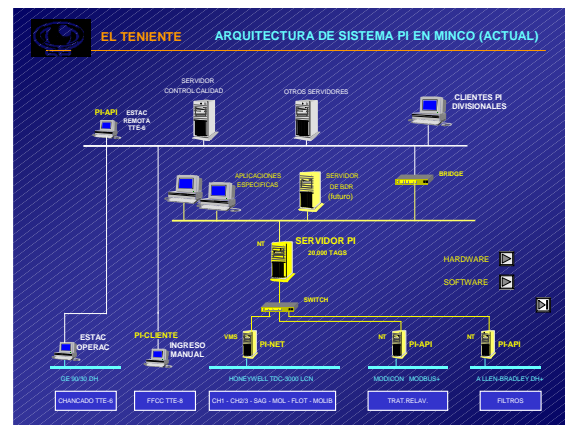 EL TENIENTE
ARQUITECTURA DE SISTEMA PI EN MINCO (ACTUAL)
SERVIDOR
CONTROL CALIDAD
OTROS SERVIDORES
CLIENTES PI
DIVISIONALES
PI-API
ESTAC
REMOTA
TTE-6
APLICACIONES
ESPECIFICAS
SERVIDOR
DE BDR
(futuro)
BRIDGE
NT
SERVIDOR PI
20,000 TAGS
HARDWARE
SOFTWARE
SWITCH
ESTAC
OPERAC
PI-CLIENTE
INGRESO
MANUAL
VMS
PI-NET
NT
PI-API
NT
PI-API
GE 90/30 DH
HONEYWELL TDC-3000 LCN
MODICON MODBUS+
ALLEN-BRADLEY DH+
CHANCADO TTE-6
FFCC TTE-8
CH1 - CH2/3 - SAG - MOL - FLOT - MOLIB
TRAT.RELAV.
FILTROS